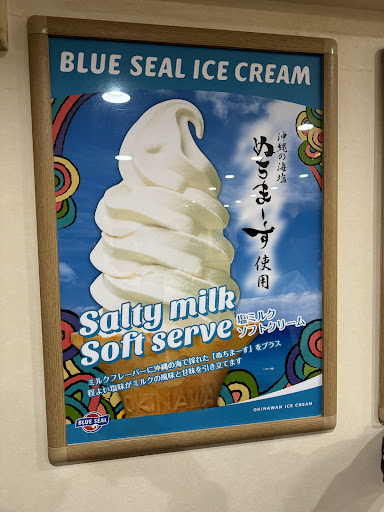 BLUE SEAL ICE CREAM
沖縄の海塩
ぬちまーす
使用
Salty milk
Soft serve
塩ミルク
ソフトクリーム
ミルクフレーバーに沖縄の海で採れた「ぬちまーす」をプラス
程よい塩味がミルクの風味と甘味を引き立てます
BLUE SEAL
OKINAWAN ICE CREAM